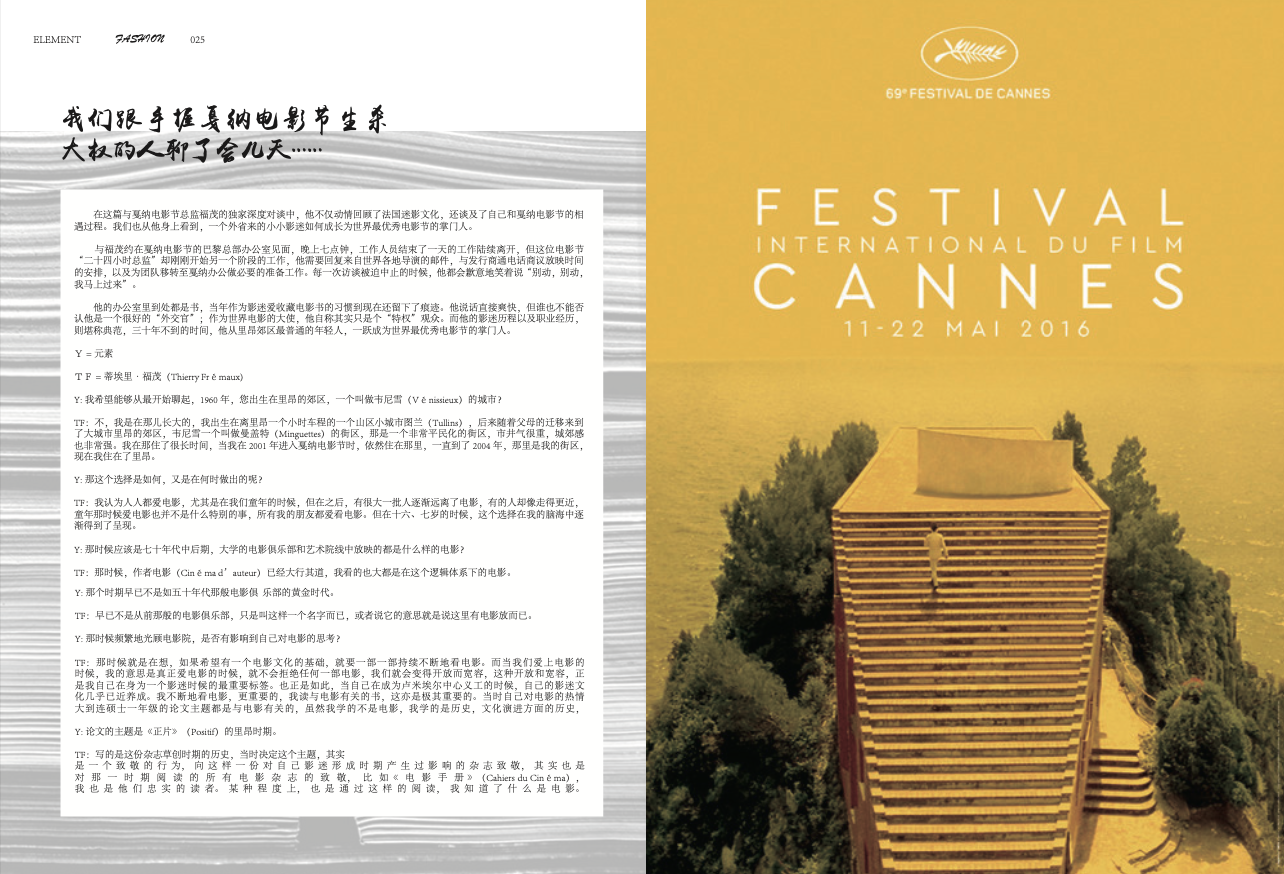 ELEMENT FASHION 025
我们跟手握戛纳电影节生杀
大权的人聊了会儿天……
在这篇与戛纳电影节总监福茂的独家深度对谈中，他不仅动情回顾了法国迷影文化，还谈及了自己和戛纳电影节的相
遇过程。我们也从他身上看到，一个外省来的小小影迷如何成长为世界最优秀电影节的掌门人。
与福茂约在戛纳电影节的巴黎总部办公室见面，晚上七点钟，工作人员结束了一天的工作陆续离开，但这位电影节
“二十四小时总监”却刚刚开始另一个阶段的工作，他需要回复来自世界各地导演的邮件，与发行商通电话商议放映时间
的安排，以及为团队移转至戛纳办公做必要的准备工作。每一次访谈被迫中止的时候，他都会歉意地笑着说“别动，别动，
我马上过来”。
他的办公室里到处都是书，当年作为影迷爱收藏电影书的习惯到现在还留下了痕迹。他说话直接爽快，但谁也不能否
认他是一个很好的“外交官”；作为世界电影的大使，他自称其实只是个“特权”观众。而他的影迷历程以及职业经历，
则堪称典范，三十年不到的时间，他从里昂郊区最普通的年轻人，一跃成为世界最优秀电影节的掌门人。
Y = 元素
T F = 蒂埃里 · 福茂（Thierry Fr é maux)
Y: 我希望能够从最开始聊起，1960 年，您出生在里昂的郊区，一个叫做韦尼雪（V é nissieux）的城市？
TF：不，我是在那儿长大的，我出生在离里昂一个小时车程的一个山区小城市图兰（Tullins），后来随着父母的迁移来到
了大城市里昂的郊区，韦尼雪一个叫做曼盖特（Minguettes）的街区，那是一个非常平民化的街区，市井气很重，城郊感
也非常强。我在那住了很长时间，当我在 2001 年进入戛纳电影节时，依然住在那里，一直到了 2004 年，那里是我的街区，
现在我住在了里昂。
Y: 那这个选择是如何，又是在何时做出的呢？
TF：我认为人人都爱电影，尤其是在我们童年的时候，但在之后，有很大一批人逐渐远离了电影，有的人却像走得更近，
童年那时候爱电影也并不是什么特别的事，所有我的朋友都爱看电影。但在十六、七岁的时候，这个选择在我的脑海中逐
渐得到了呈现。
Y: 那时候应该是七十年代中后期，大学的电影俱乐部和艺术院线中放映的都是什么样的电影？
TF：那时候，作者电影（Cin é ma d’auteur）已经大行其道，我看的也大都是在这个逻辑体系下的电影。
Y: 那个时期早已不是如五十年代那般电影俱 乐部的黄金时代。
TF：早已不是从前那般的电影俱乐部，只是叫这样一个名字而已，或者说它的意思就是说这里有电影放而已。
Y: 那时候频繁地光顾电影院，是否有影响到自己对电影的思考？
TF：那时候就是在想，如果希望有一个电影文化的基础，就要一部一部持续不断地看电影。而当我们爱上电影的
时候，我的意思是真正爱电影的时候，就不会拒绝任何一部电影，我们就会变得开放而宽容，这种开放和宽容，正
是我自己在身为一个影迷时候的最重要标签。也正是如此，当自己在成为卢米埃尔中心义工的时候，自己的影迷文
化几乎已近养成。我不断地看电影，更重要的，我读与电影有关的书，这亦是极其重要的。当时自己对电影的热情
大到连硕士一年级的论文主题都是与电影有关的，虽然我学的不是电影，我学的是历史，文化演进方面的历史，
Y: 论文的主题是《正片》（Positif）的里昂时期。
TF：写的是这份杂志草创时期的历史，当时决定这个主题，其实
是一个致敬的行为，向这样一份对自己影迷形成时期产生过影响的杂志致敬，其实也是
对那一时期阅读的所有电影杂志的致敬，比如《电影手册》（Cahiers du Cin é ma），
我也是他们忠实的读者。某种程度上，也是通过这样的阅读，我知道了什么是电影。
69e FESTIVAL DE CANNES
FESTIVAL
INTERNATIONAL DU FILM
CANNES
11-22 MAI 2016